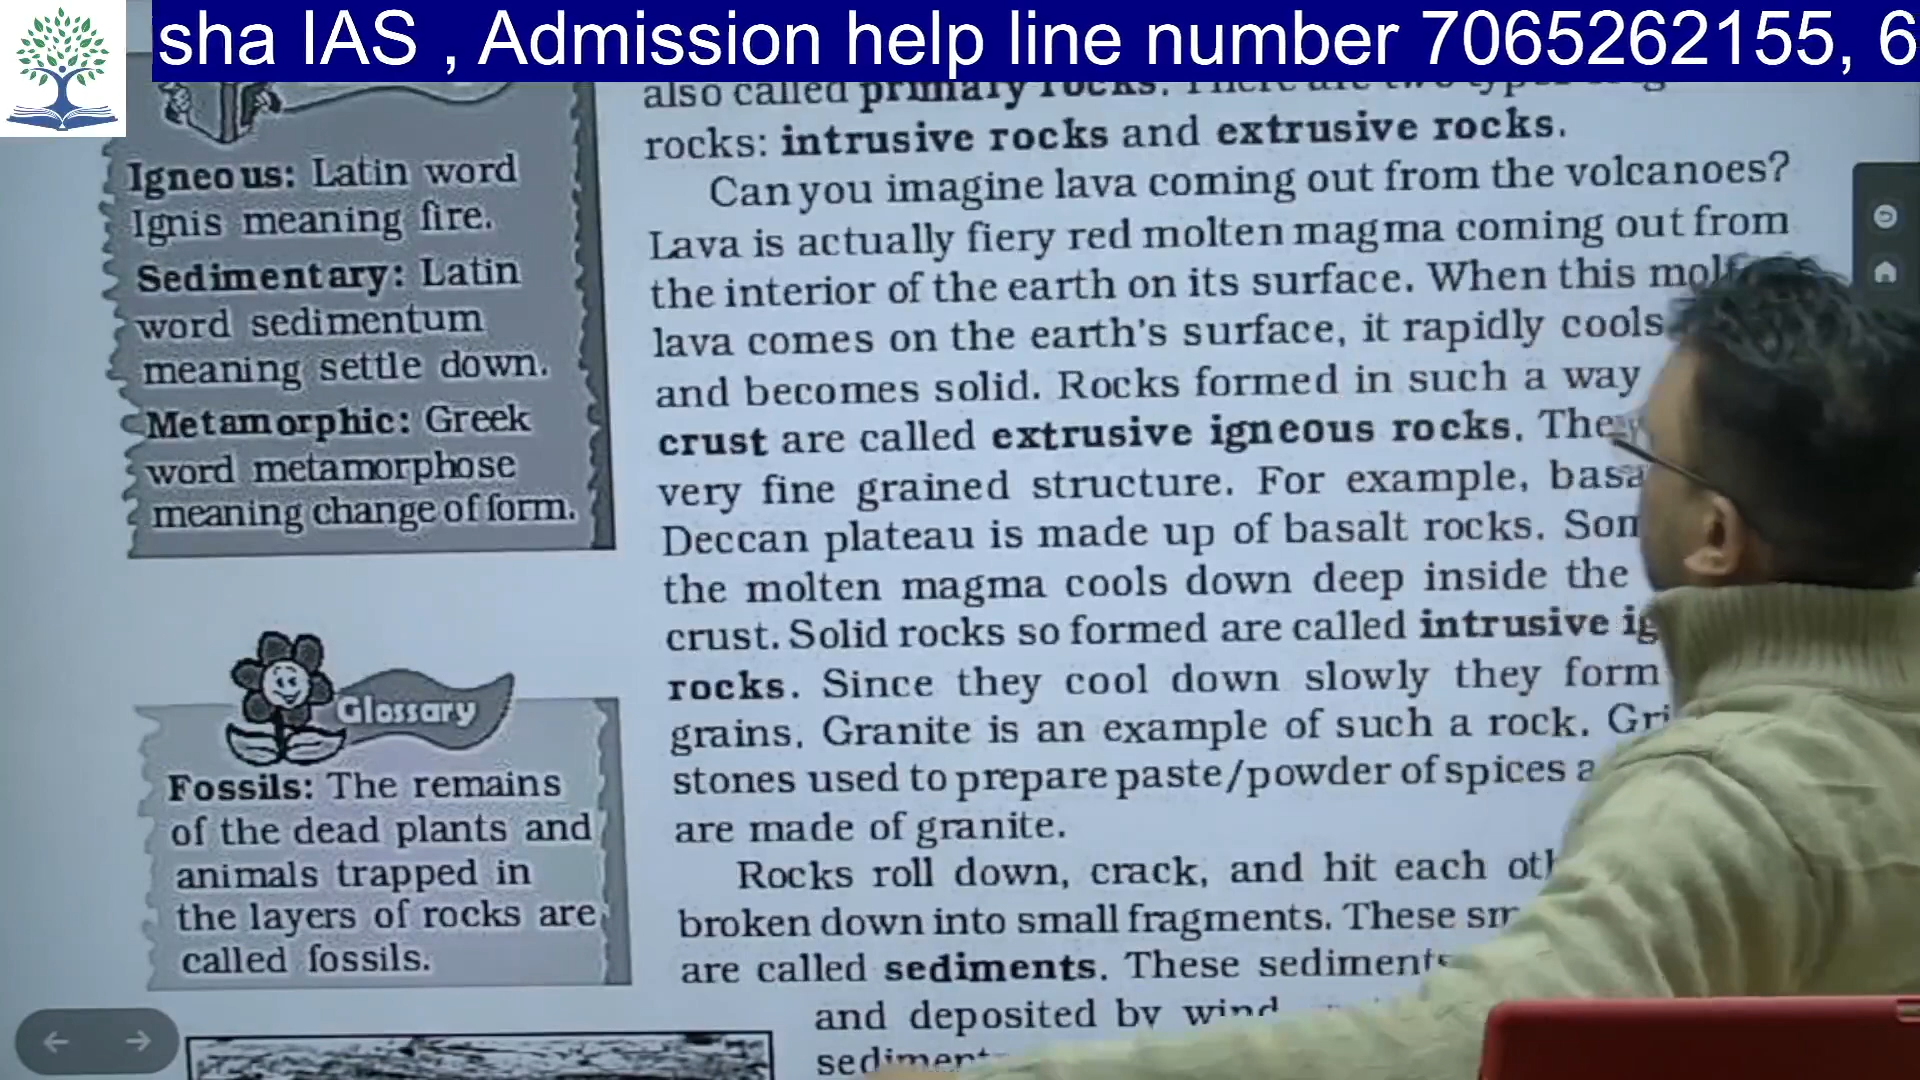 sha IAS , Admission help line number 7065262155, 6
Igneous: Latin word
Ignis meaning fire.
Sedimentary: Latin
word sedimentum
meaning settle down.
Metamorphic: Greek
word metamorphose
meaning change of form.
Glossary
Fossils: The remains
of the dead plants and
animals trapped in
the layers of rocks are
called fossils.
also called primary rocks. There are two
rocks: intrusive rocks and extrusive rocks.
Can you imagine lava coming out from the volcanoes?
Lava is actually fiery red molten magma coming out from
the interior of the earth on its surface. When this
lava comes on the earth's surface, it rapidly cools
and becomes solid. Rocks formed in such a way
crust are called extrusive igneous rocks. They
very fine grained structure. For example,
Deccan plateau is made up of basalt rocks.
the molten magma cools down deep inside the
crust. Solid rocks so formed are called intrusive
rocks. Since they cool down slowly they form
grains. Granite is an example of such a rock.
stones used to prepare paste/powder of spices
are made of granite.
Rocks roll down, crack, and hit each
broken down into small fragments. These
are called sediments. These sediments
and deposited by wind,